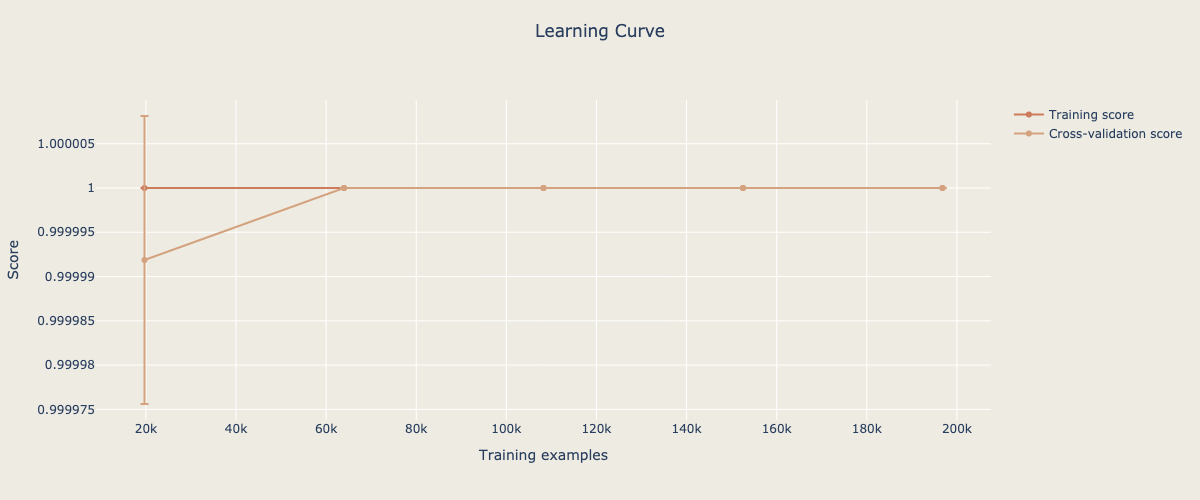 Learning Curve
Training score
Cross-validation score
1.000005
1
0.999995
0.99999
0.999985
0.99998
0.999975
Score
20k 40k 60k 80k 100k 120k 140k 160k 180k 200k
Training examples